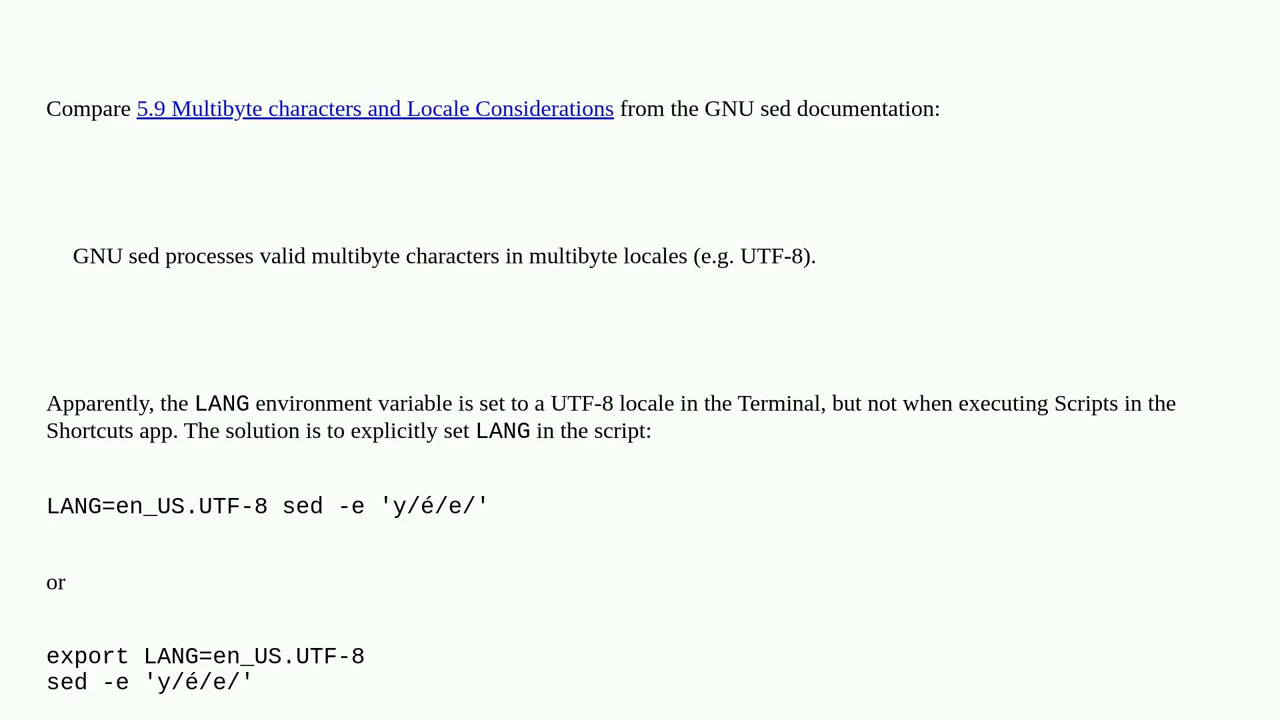 Compare 5.9 Multibyte characters and Locale Considerations from the GNU sed documentation:
GNU sed processes valid multibyte characters in multibyte locales (e.g. UTF-8).
Apparently, the LANG environment variable is set to a UTF-8 locale in the Terminal, but not when executing Scripts in the
Shortcuts app. The solution is to explicitly set LANG in the script:
LANG=en_US.UTF-8 sed -e 'y/é/e/'
or
export LANG=en_US.UTF-8
sed -e 'y/é/e/'